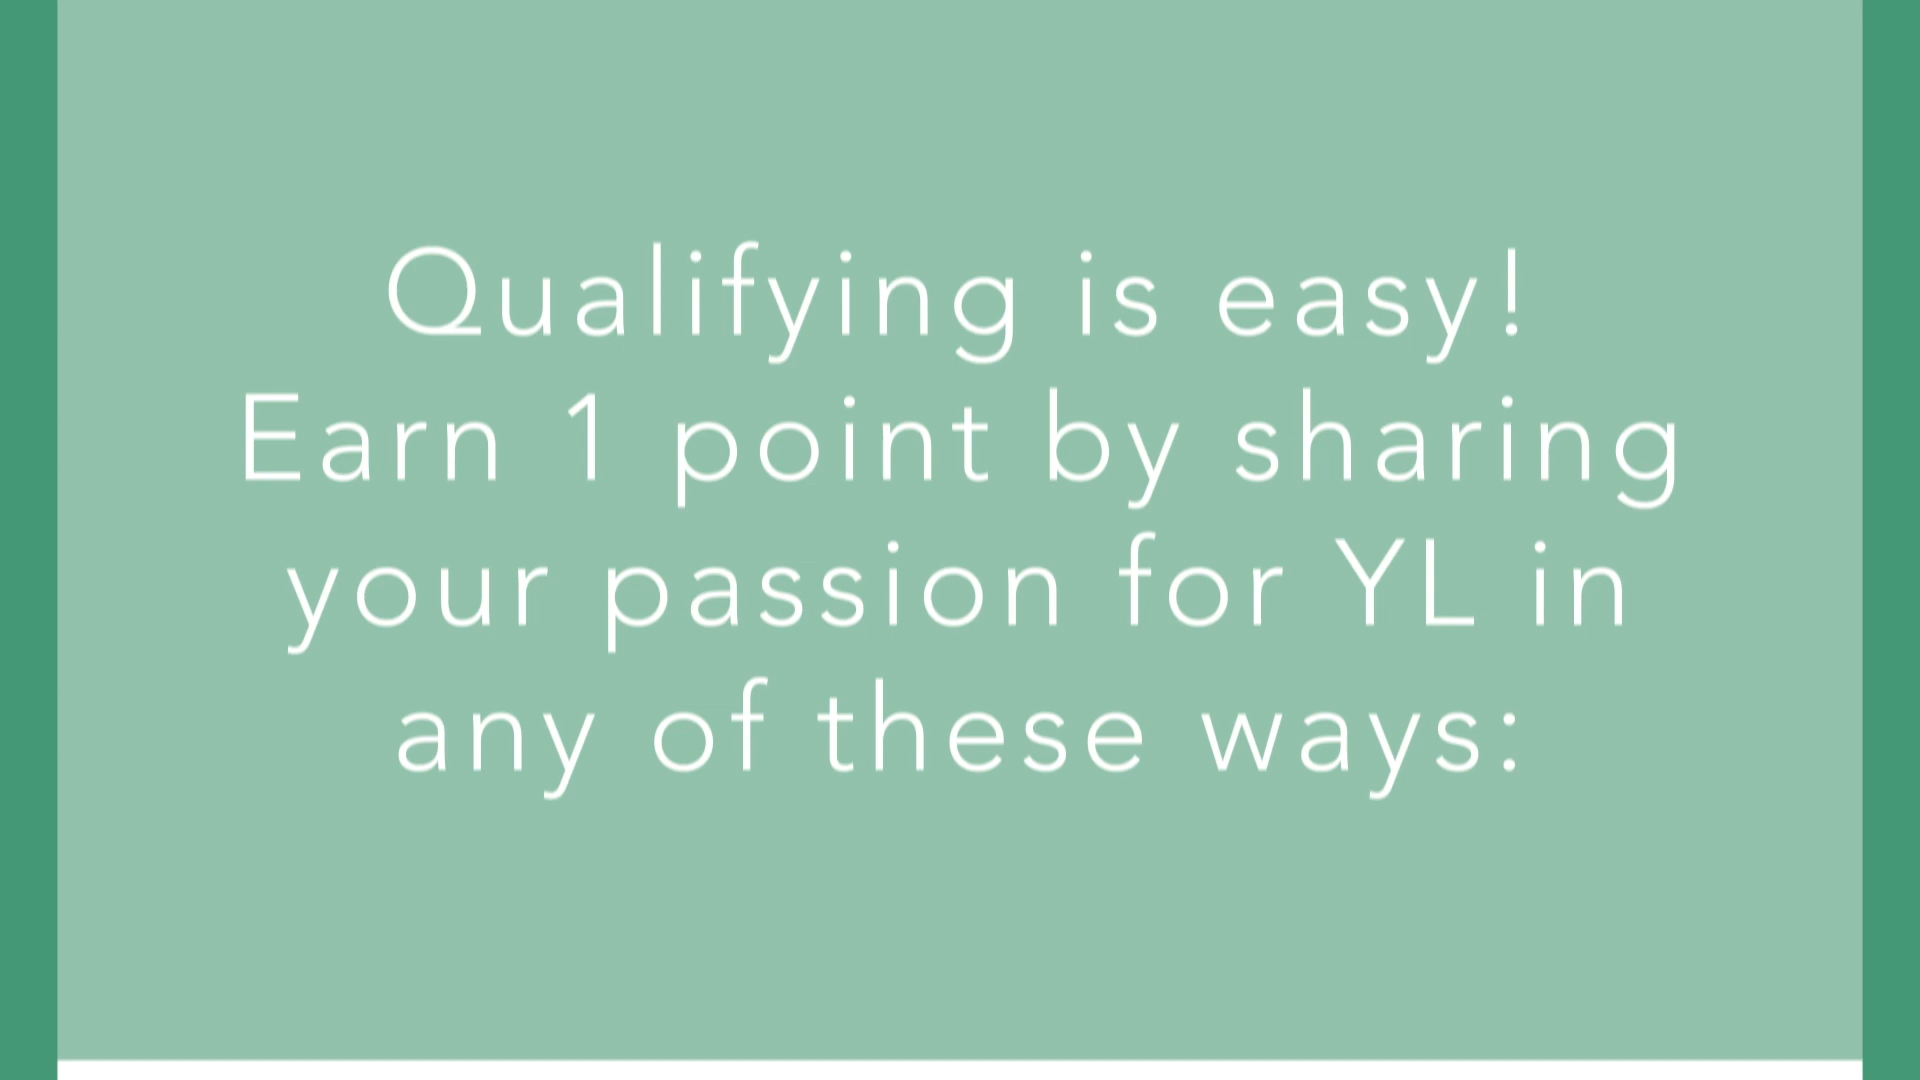 Qualifying is easy!
Earn 1 point by sharing
your passion for YL in
any of these ways: